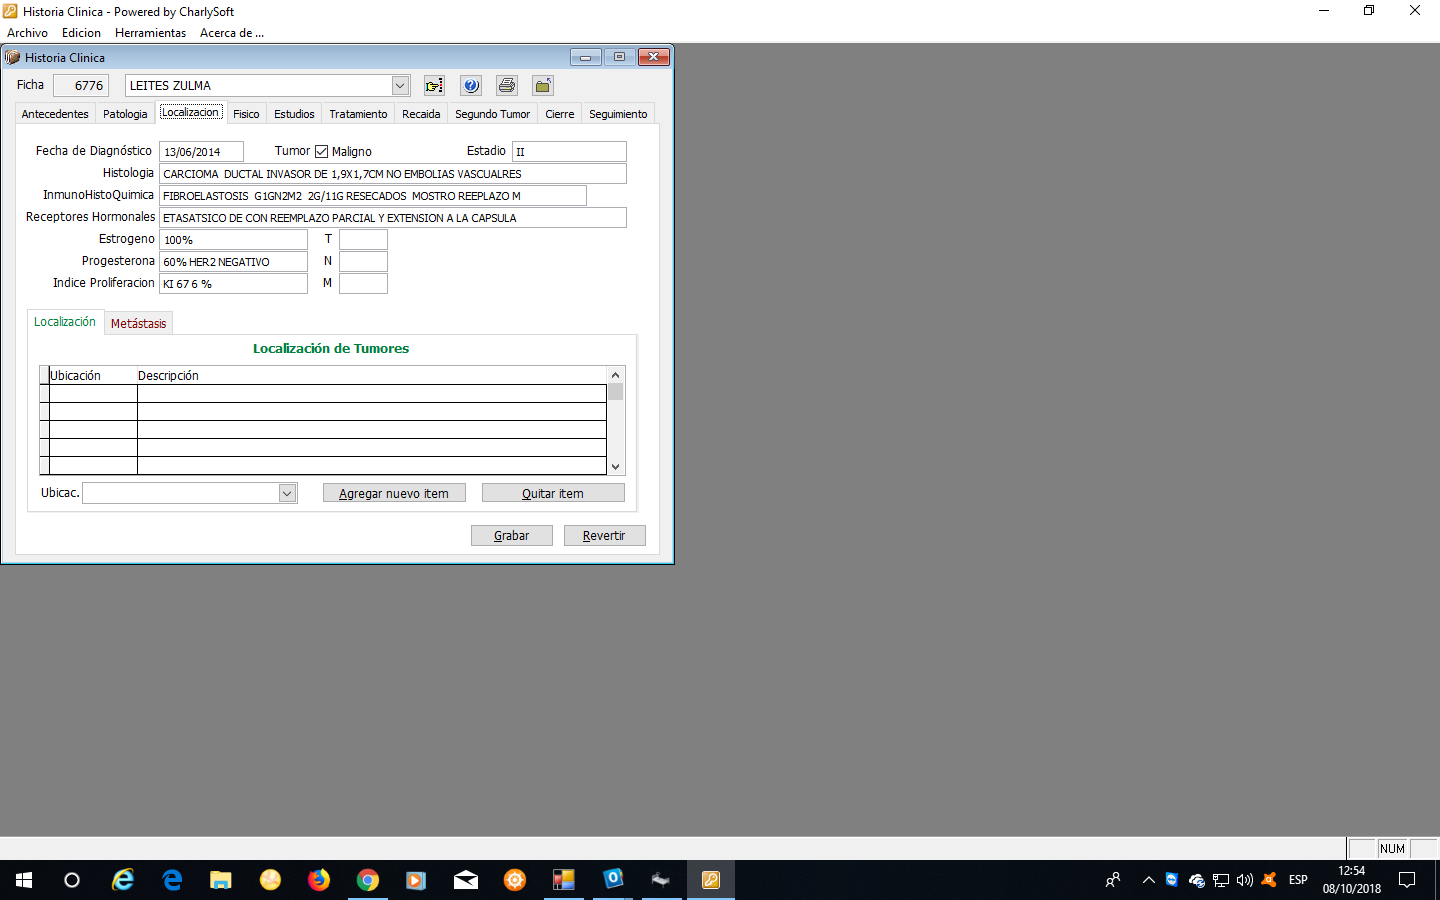 Historia Clinica - Powered by CharlySoft
Archivo Edicion Herramientas Acerca de ...
Historia Clinica
Ficha 6776 LEITES ZULMA
Antecedentes Patologia Localizacion Fisico Estudios Tratamiento Recaida Segundo Tumor Cierre Seguimiento
Fecha de Diagnóstico 13/06/2014 Tumor Maligno Estadio II
Histologia CARCIOMA DUCTAL INVASOR DE 1,9X1,7CM NO EMBOLIAS VASCUALRES
InmunoHistoQuimica FIBROELASTOSIS G1GN2M2 2G/11G RESECADOS MOSTRO REEPLAZO M
Receptores Hormonales ETASATSICO DE CON REEMPLAZO PARCIAL Y EXTENSION A LA CAPSULA
Estrogeno 100% T
Progesterona 60% HER2 NEGATIVO N
Indice Proliferacion KI 67 6 % M
Localización Metástasis
Localización de Tumores
Ubicación Descripción
Ubicac. Agregar nuevo item Quitar item
Grabar Revertir
NUM
ESP
12:54
08/10/2018